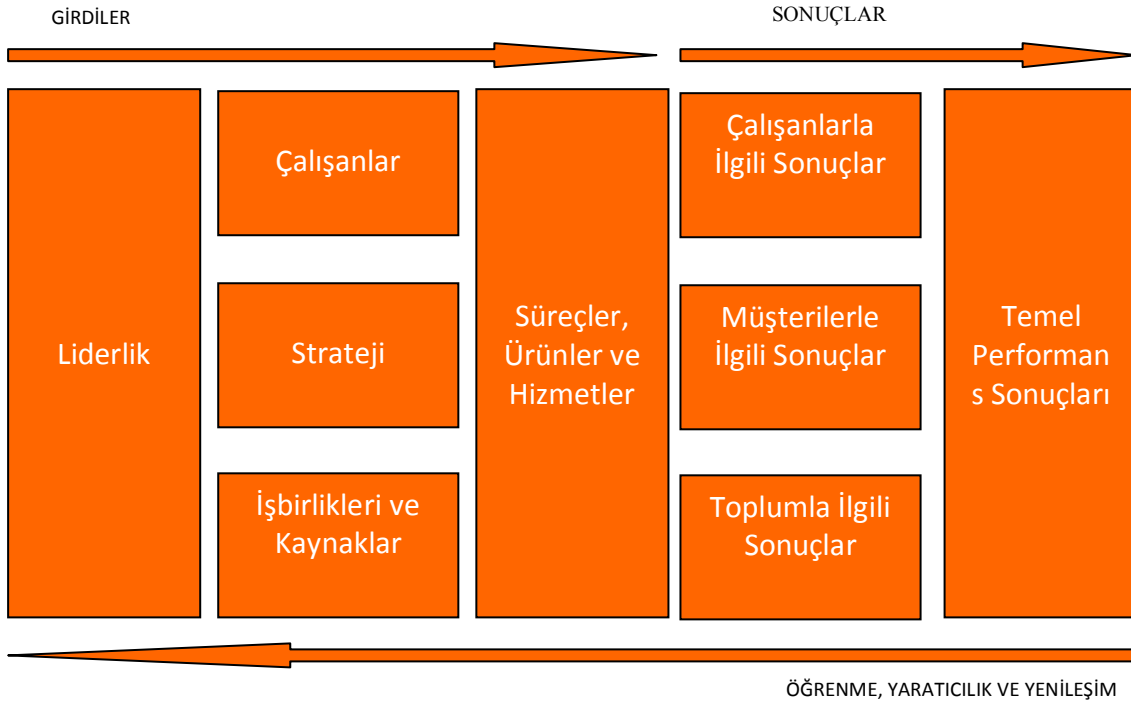 GİRDİLER
SONUÇLAR
Liderlik
Çalışanlar
Strateji
İşbirlikleri ve
Kaynaklar
Süreçler,
Ürünler ve
Hizmetler
Çalışanlarla
İlgili Sonuçlar
Müşterilerle
İlgili Sonuçlar
Toplumla İlgili
Sonuçlar
Temel
Performan
s Sonuçları
ÖĞRENME, YARATICILIK VE YENİLEŞİM